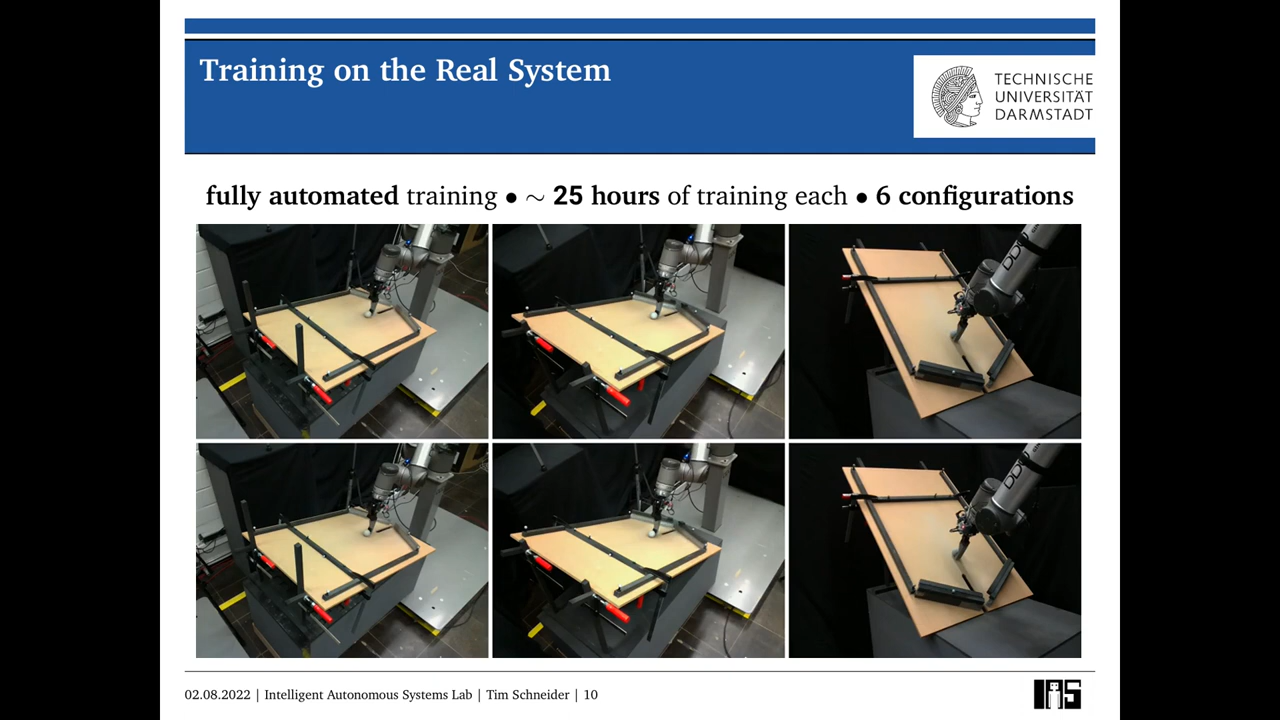 Training on the Real System
TECHNISCHE
UNIVERSITÄT
DARMSTADT
fully automated training • ~ 25 hours of training each • 6 configurations
02.08.2022 | Intelligent Autonomous Systems Lab | Tim Schneider | 10
IAS